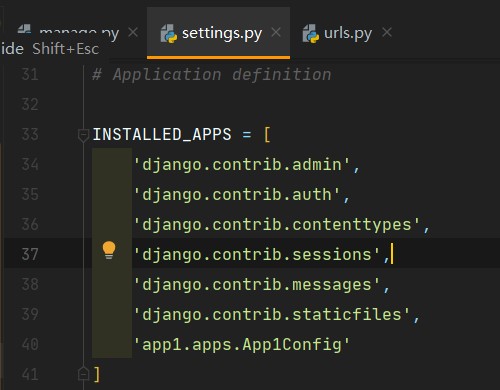 manage.py settings.py urls.py
ide Shift+Esc
31 # Application definition
32
33 INSTALLED_APPS = [
34 'django.contrib.admin',
35 'django.contrib.auth',
36 'django.contrib.contenttypes',
37 'django.contrib.sessions',
38 'django.contrib.messages',
39 'django.contrib.staticfiles',
40 'app1.apps.App1Config'
41 ]